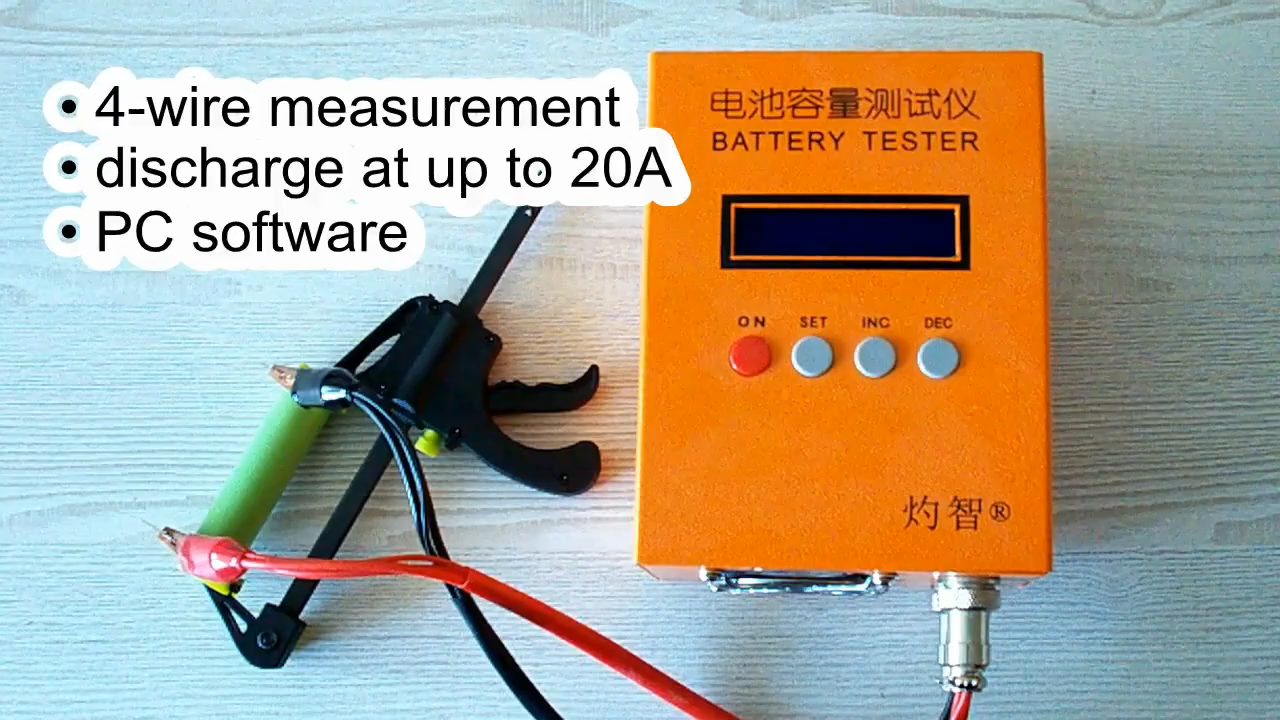 • 4-wire measurement
• discharge at up to 20A
• PC software
电池容量测试仪
BATTERY TESTER
ON SET INC DEC
灼智®